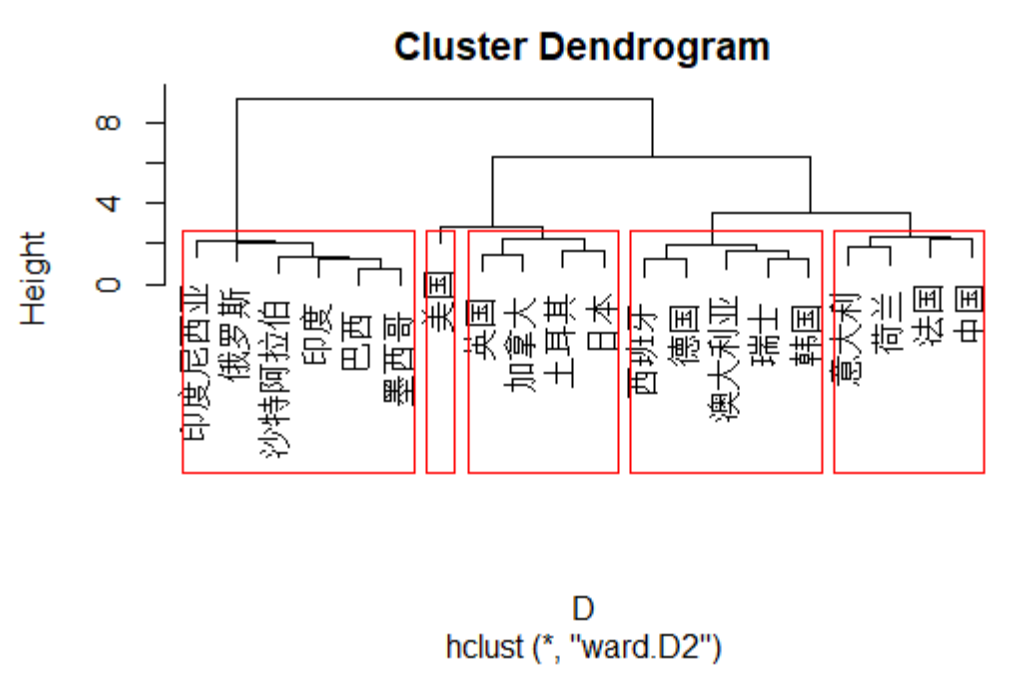 Cluster Dendrogram
Height
8
4
0
印度尼西亚
俄罗斯
沙特阿拉伯
印度
巴西
墨西哥
美国
英国
加拿大
土耳其
日本
西班牙
德国
澳大利亚
瑞士
韩国
意大利
荷兰
法国
中国
D
hclust (*, "ward.D2")